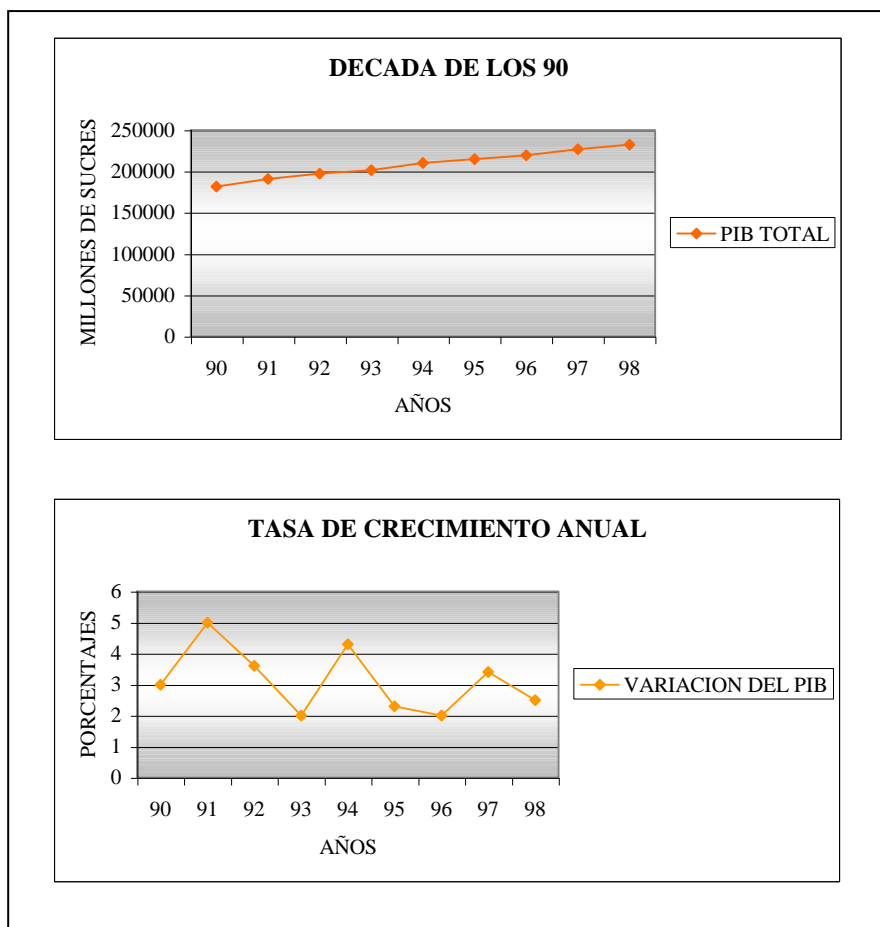 DECADA DE LOS 90
MILLONES DE SUCRES
250000
200000
150000
100000
50000
0
90 91 92 93 94 95 96 97 98
AÑOS
PIB TOTAL
TASA DE CRECIMIENTO ANUAL
PORCENTAJES
6
5
4
3
2
1
0
90 91 92 93 94 95 96 97 98
AÑOS
VARIACION DEL PIB